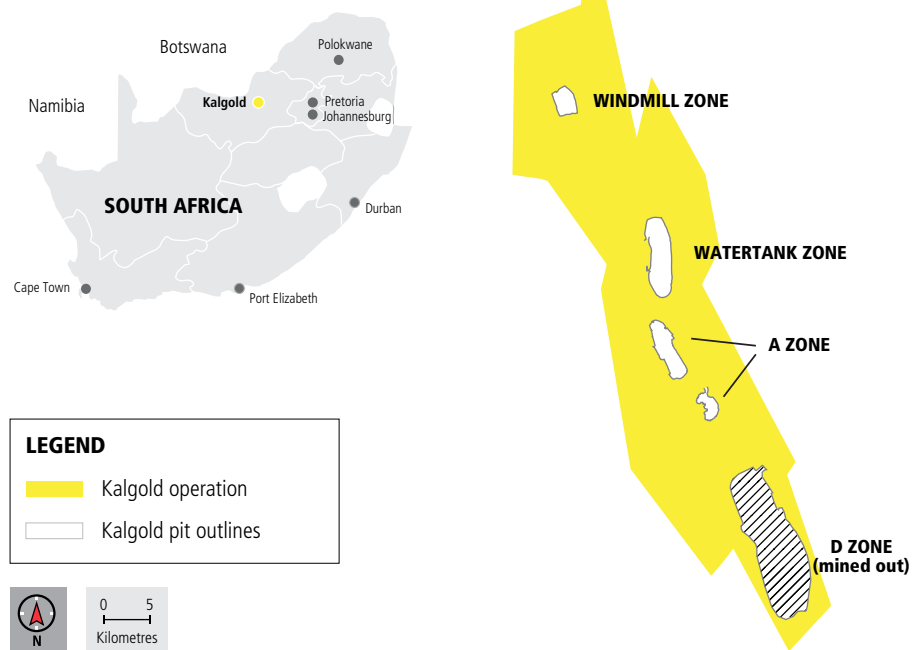 Botswana
Polokwane
Namibia
Kalgold
Pretoria
Johannesburg
SOUTH AFRICA
Durban
Cape Town
Port Elizabeth
LEGEND
Kalgold operation
Kalgold pit outlines
N
0 5
Kilometres
WINDMILL ZONE
WATERTANK ZONE
A ZONE
D ZONE
(mined out)